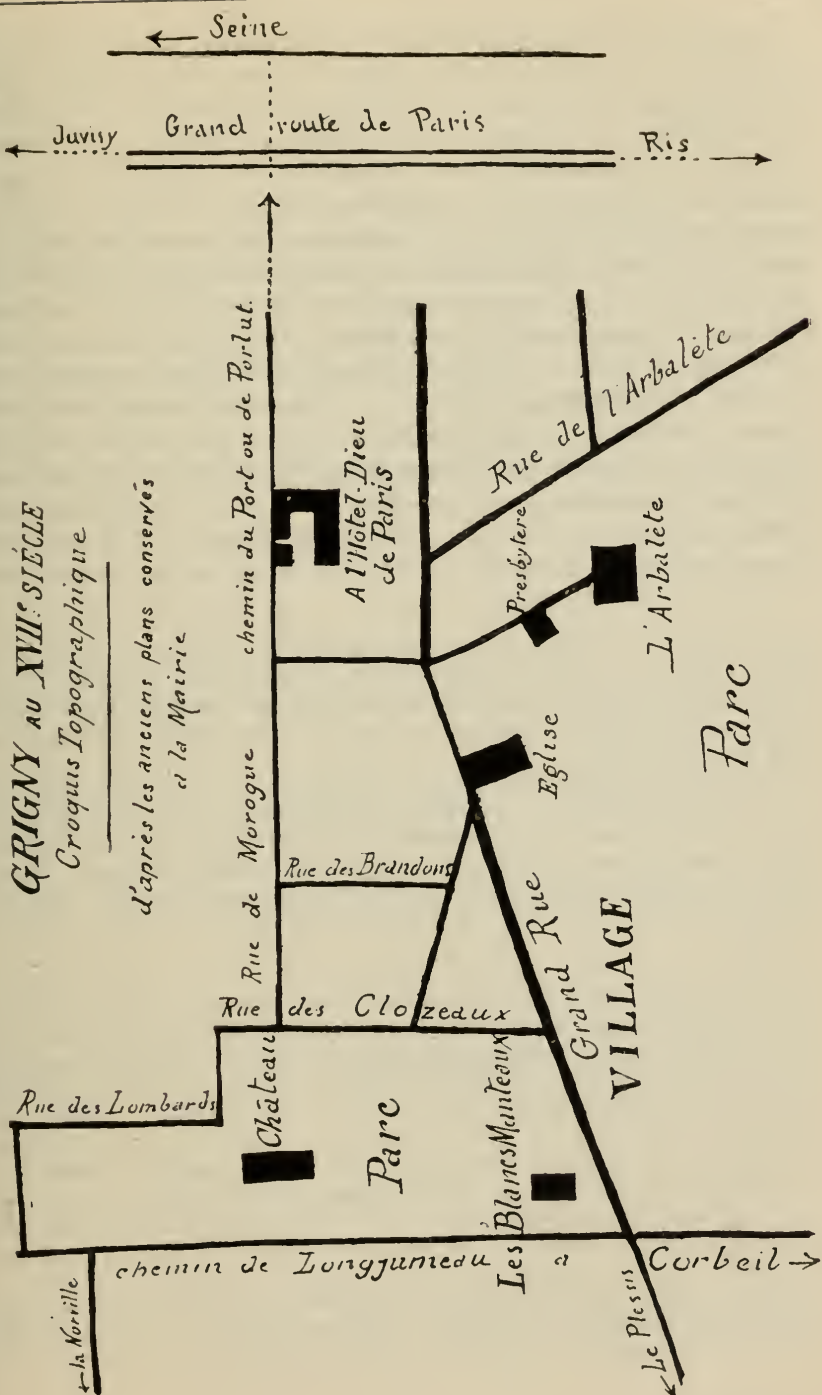 GRIGNY AU XVIIe SIÉCLE
Croquis Topographique
d'après les anciens plans conservés
à la Mairie
Seine
Juvisy
Grand route de Paris
Ris
chemin du Port ou de Portut.
Rue de Morogue
A l'Hôtel-Dieu
de Paris
Rue de l'Arbalète
Presbytere
L'Arbalète
Eglise
Parc
Rue des Brandons
Rue des Clozeaux
Grand Rue
VILLAGE
Rue des Lombards
Château
Parc
Les Blancs Manteaux
chemin de Longjumeau a Corbeil
la Norville
Le Plessis